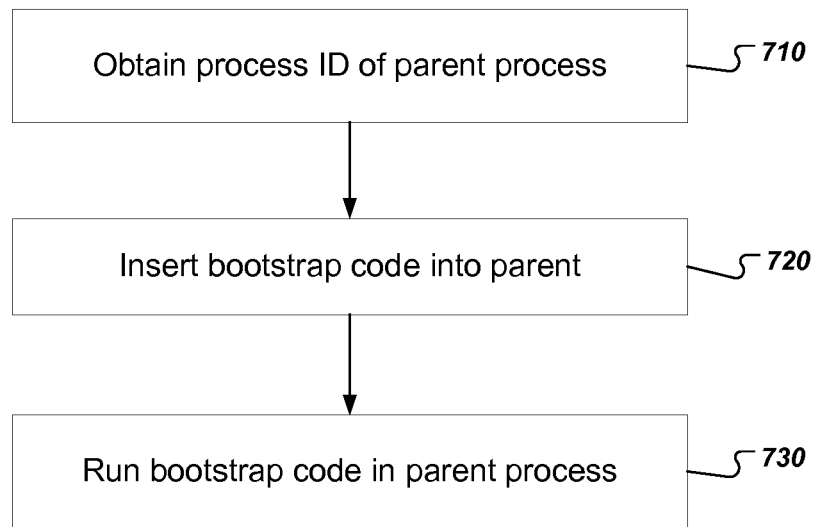 Obtain process ID of parent process
710
Insert bootstrap code into parent
720
Run bootstrap code in parent process
730